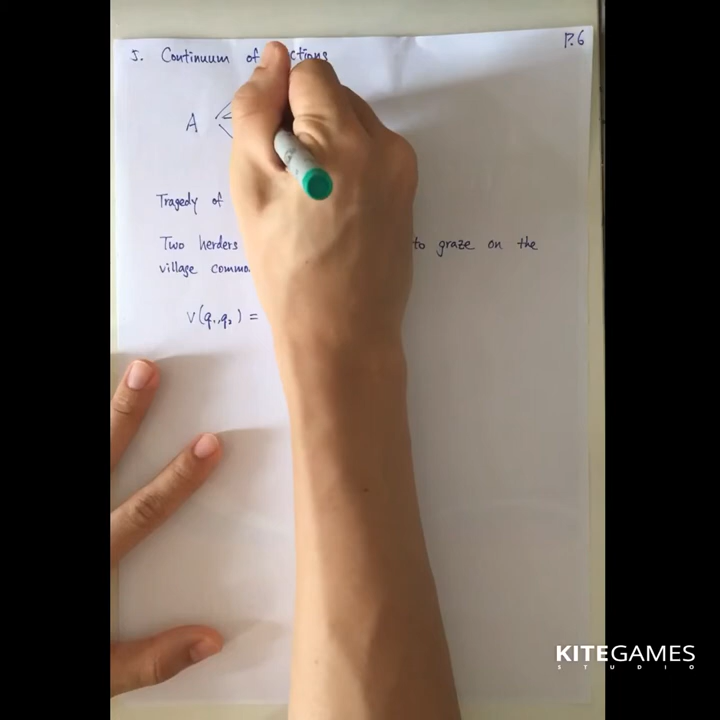 5. Continuum of
P.6
A
Tragedy of
Two herders to graze on the
village
V(q₁,q₂) =
KITEGAMES
STUDIO